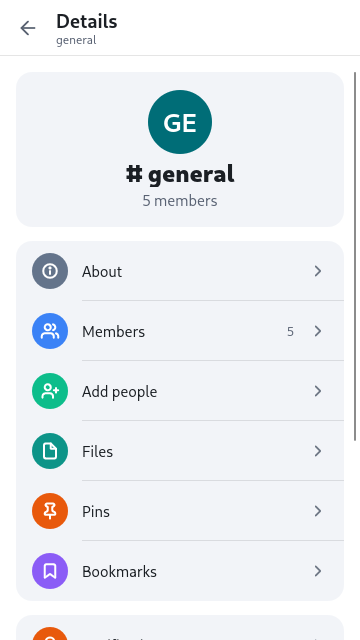 Details
general
GE
# general
5 members
About
Members 5
Add people
Files
Pins
Bookmarks